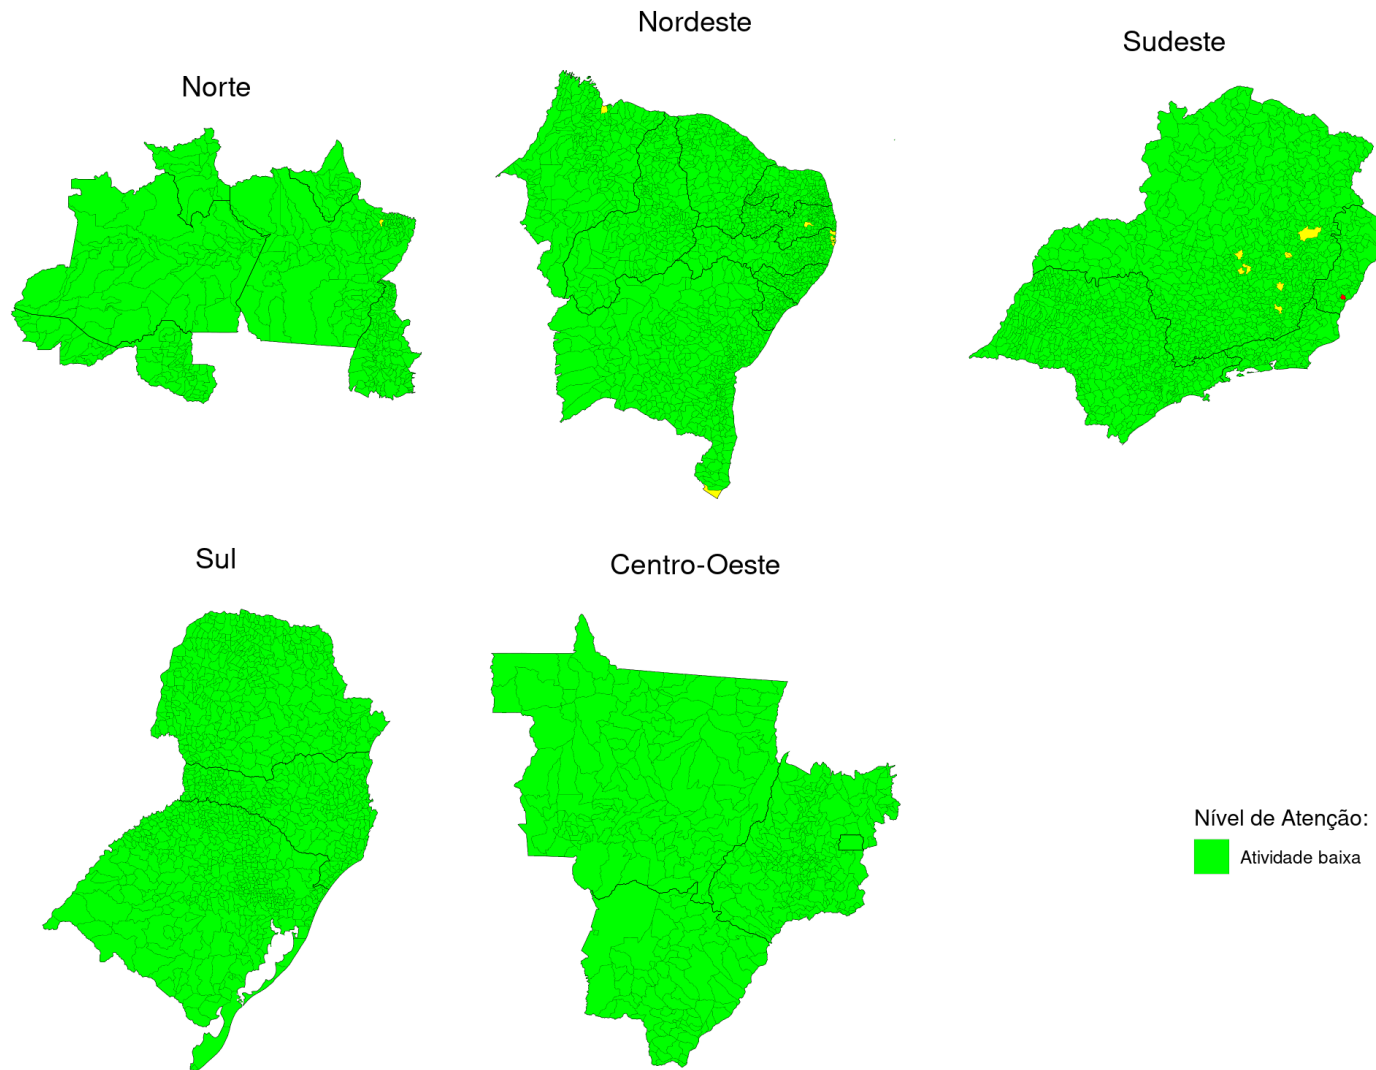 Nordeste
Sudeste
Norte
Sul
Centro-Oeste
Nível de Atenção:
Atividade baixa